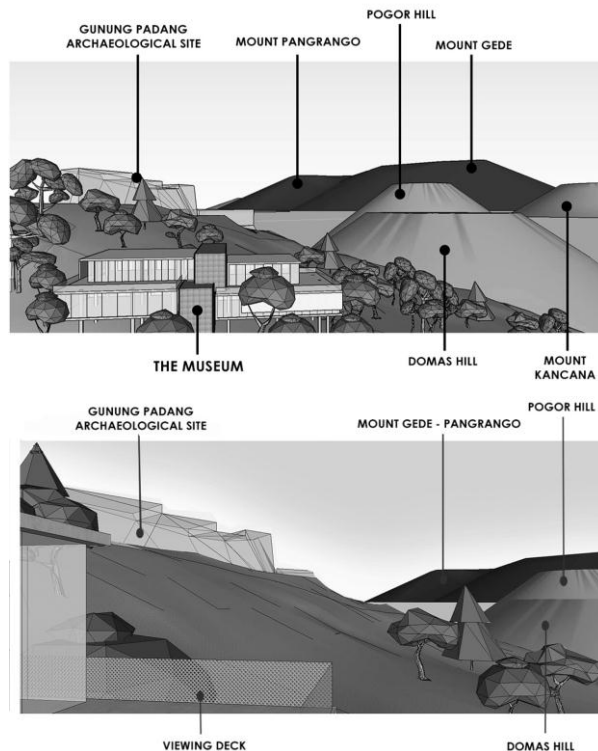 GUNUNG PADANG
ARCHAEOLOGICAL SITE
MOUNT PANGRANGO
POGOR HILL
MOUNT GEDE
THE MUSEUM
DOMAS HILL
MOUNT
KANCANA
GUNUNG PADANG
ARCHAEOLOGICAL SITE
MOUNT GEDE - PANGRANGO
POGOR HILL
VIEWING DECK
DOMAS HILL